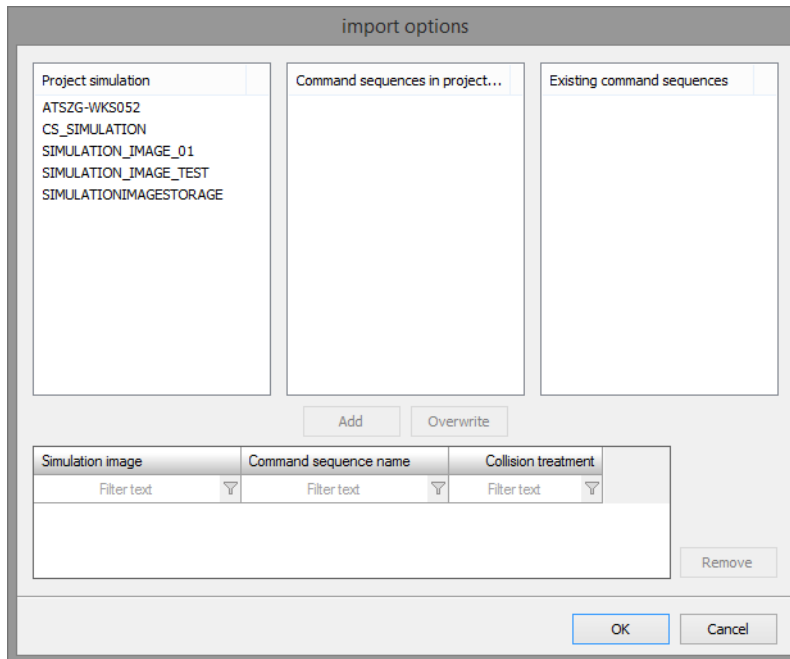 import options
Project simulation
ATSZG-WKS052
CS_SIMULATION
SIMULATION_IMAGE_01
SIMULATION_IMAGE_TEST
SIMULATIONIMAGESTORAGE
Command sequences in project...
Existing command sequences
Add Overwrite
Simulation image Command sequence name Collision treatment
Filter text Filter text Filter text
Remove
OK Cancel